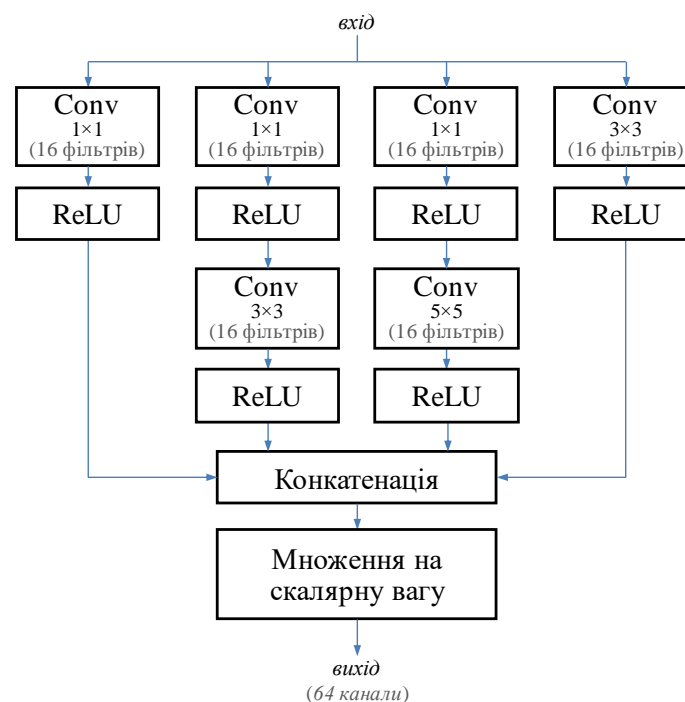 вхід
Conv
1×1
(16 фільтрів)
Conv
1×1
(16 фільтрів)
Conv
1×1
(16 фільтрів)
Conv
3×3
(16 фільтрів)
ReLU
ReLU
ReLU
ReLU
Conv
3×3
(16 фільтрів)
Conv
5×5
(16 фільтрів)
ReLU
ReLU
Конкатенація
Множення на
скалярну вагу
вихід
(64 канали)